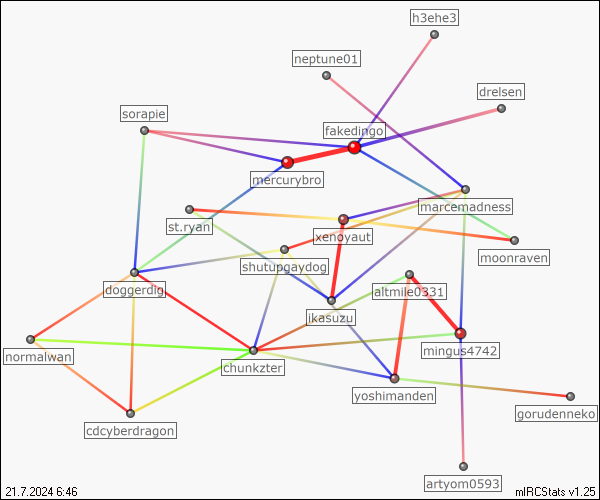 h3ehe3
neptune01
drelsen
sorapie
fakedingo
mercurybro
marcemadness
st.ryan
xenoyaut
moonraven
shutupgaydog
doggerdig
altmile0331
jkasuzu
normalwan
mingus4742
chunkzter
yoshimanden
gorudenneko
cdcyberdragon
artyom0593
21.7.2024 6:46
mIRCStats v1.25